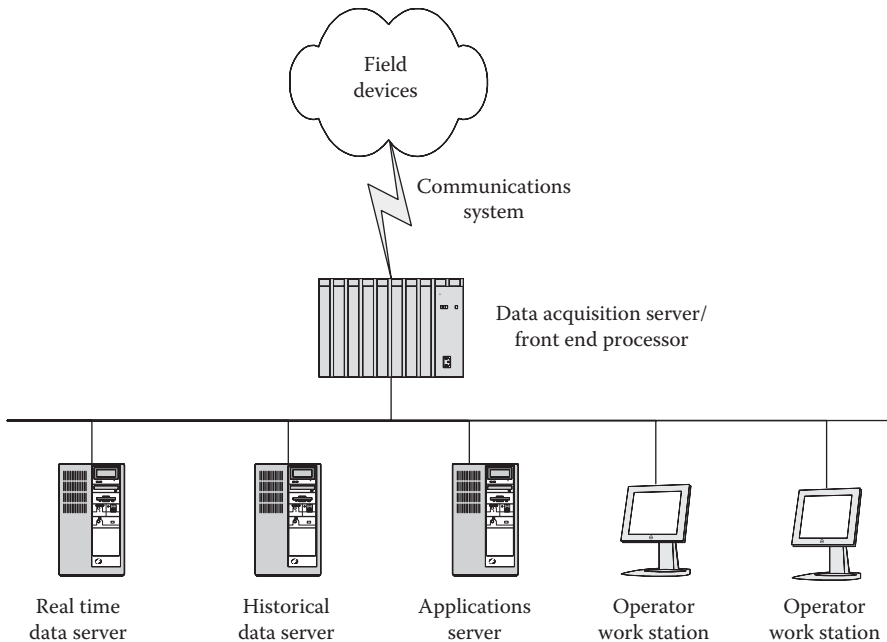 Field
devices
Communications
system
Data acquisition server/
front end processor
Real time
data server
Historical
data server
Applications
server
Operator
work station
Operator
work station